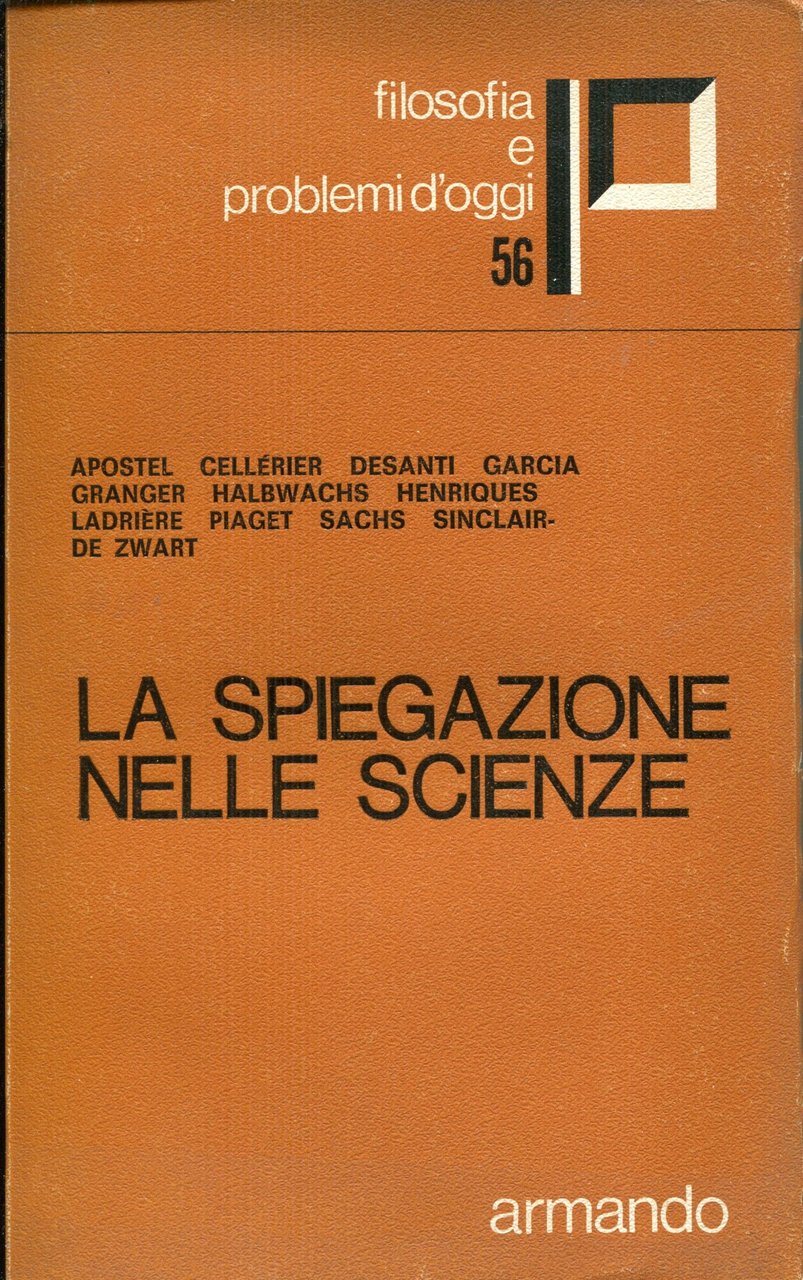 filosofia
e
problemi d'oggi
56
APOSTEL CELLÉRIER DESANTI GARCIA
GRANGER HALBWACHS HENRIQUES
LADRIÈRE PIAGET SACHS SINCLAIR-
DE ZWART
LA SPIEGAZIONE
NELLE SCIENZE
armando